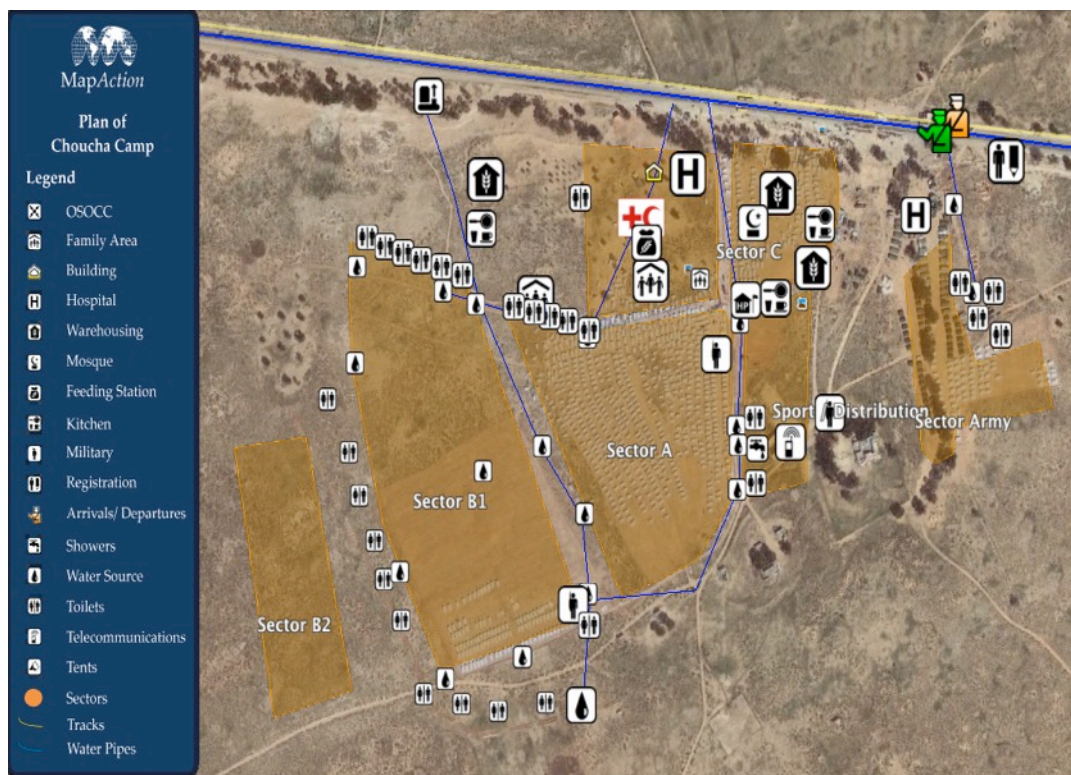 MapAction
Plan of
Choucha Camp
Legend
OSOCC
Family Area
Building
H Hospital
Warehousing
Mosque
Feeding Station
Kitchen
Military
Registration
Arrivals/ Departures
Showers
Water Source
Toilets
Telecommunications
Tents
Sectors
Tracks
Water Pipes
H
H
Sector C
HP
Sport / Distribution
Sector Army
Sector A
Sector B1
Sector B2